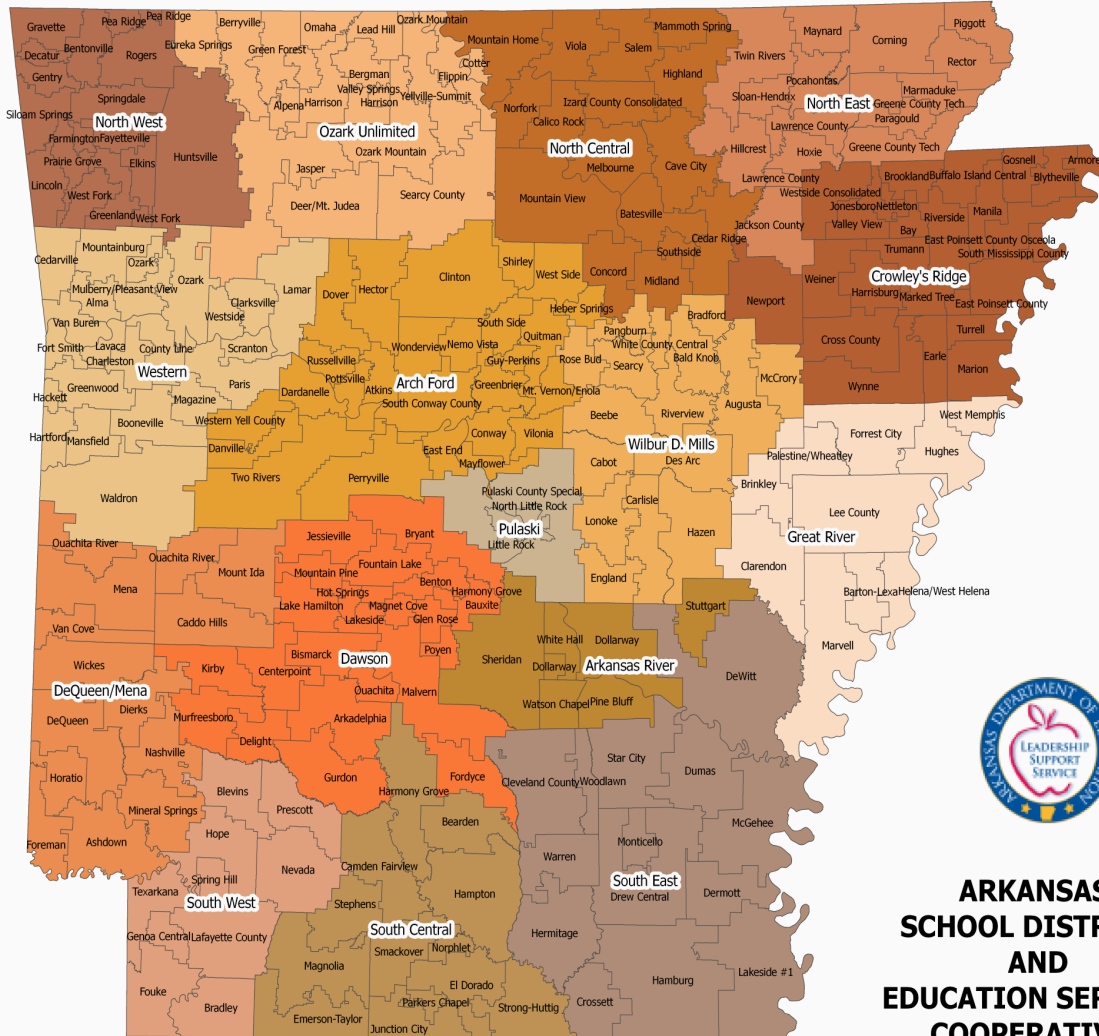 Gravette
Pea Ridge
Pea Ridge
Decatur
Bentonville
Rogers
Gentry
Springdale
Siloam Springs
North West
Farmington
Fayetteville
Prairie Grove
Elkins
Huntsville
Lincoln
West Fork
Greenland
West Fork
Berryville
Omaha
Lead Hill
Ozark Mountain
Eureka Springs
Green Forest
Cotter
Bergman
Flippin
Valley Springs
Alpena
Harrison
Harrison
Yellville-Summit
Ozark Unlimited
Ozark Mountain
Jasper
Deer/Mt. Judea
Searcy County
Mountain Home
Viola
Salem
Mammoth Spring
Highland
Norfork
Izard County Consolidated
Calico Rock
North Central
Melbourne
Cave City
Mountain View
Batesville
Cedar Ridge
Southside
Concord
Midland
Maynard
Corning
Piggott
Twin Rivers
Rector
Pocahontas
Sloan-Hendrix
Marmaduke
North East
Greene County Tech
Paragould
Lawrence County
Hillcrest
Hoxie
Greene County Tech
Lawrence County
Jackson County
Gosnell
Armore
Brookland
Buffalo Island Central
Blytheville
Westside Consolidated
Jonesboro
Nettleton
Valley View
Bay
Riverside
Manila
Trumann
East Poinsett County
Osceola
South Mississippi County
Crowley's Ridge
Weiner
Harrisburg
Marked Tree
East Poinsett County
Newport
Turrell
Cross County
Earle
Marion
Wynne
Mountainburg
Cedarville
Ozark
Ozark
Mulberry/Pleasant View
Alma
Clarksville
Lamar
Westside
Van Buren
Fort Smith
Lavaca
County Line
Scranton
Charleston
Western
Greenwood
Paris
Hackett
Magazine
Booneville
Hartford
Mansfield
Waldron
Clinton
Shirley
West Side
Hector
Dover
Heber Springs
South Side
Quitman
Wonderview
Nemo Vista
Russellville
Guy-Perkins
Pottsville
Arch Ford
Greenbrier
Dardanelle
Atkins
Mt. Vernon/Enola
South Conway County
Western Yell County
Conway
Vilonia
Danville
East End
Mayflower
Two Rivers
Perryville
Bradford
Pangburn
White County Central
Rose Bud
Searcy
Bald Knob
McCrory
Augusta
Beebe
Riverview
Wilbur D. Mills
Cabot
Des Arc
Carlisle
Lonoke
Hazen
England
Pulaski County Special
North Little Rock
Pulaski
Little Rock
West Memphis
Forrest City
Palestine/Wheatley
Hughes
Brinkley
Lee County
Great River
Clarendon
Barton-Lexa
Helena/West Helena
Marvell
Ouachita River
Ouachita River
Mount Ida
Mena
Caddo Hills
Van Cove
Wickes
DeQueen/Mena
Dierks
DeQueen
Nashville
Horatio
Mineral Springs
Foreman
Ashdown
Jessieville
Bryant
Fountain Lake
Mountain Pine
Benton
Hot Springs
Harmony Grove
Lake Hamilton
Magnet Cove
Bauxite
Lakeside
Glen Rose
Bismarck
Dawson
Poyen
Kirby
Centerpoint
Ouachita
Malvern
Murfreesboro
Arkadelphia
Delight
Gurdon
Fordyce
Stuttgart
White Hall
Dollarway
Sheridan
Dollarway
Arkansas River
Watson Chapel
Pine Bluff
DeWitt
Star City
Cleveland County
Woodlawn
Dumas
McGehee
Monticello
Warren
South East
Drew Central
Dermott
Hermitage
Hamburg
Lakeside #1
Crossett
Blevins
Prescott
Hope
Nevada
Spring Hill
Texarkana
South West
Genoa Central
Lafayette County
Fouke
Bradley
Harmony Grove
Bearden
Camden Fairview
Hampton
Stephens
South Central
Smackover
Norphlet
Magnolia
El Dorado
Parkers Chapel
Strong-Huttig
Emerson-Taylor
Junction City
ARKANSAS DEPARTMENT OF
LEADERSHIP
SUPPORT
SERVICE
ARKANSAS
SCHOOL DISTR
AND
EDUCATION SER
COOPERATIV